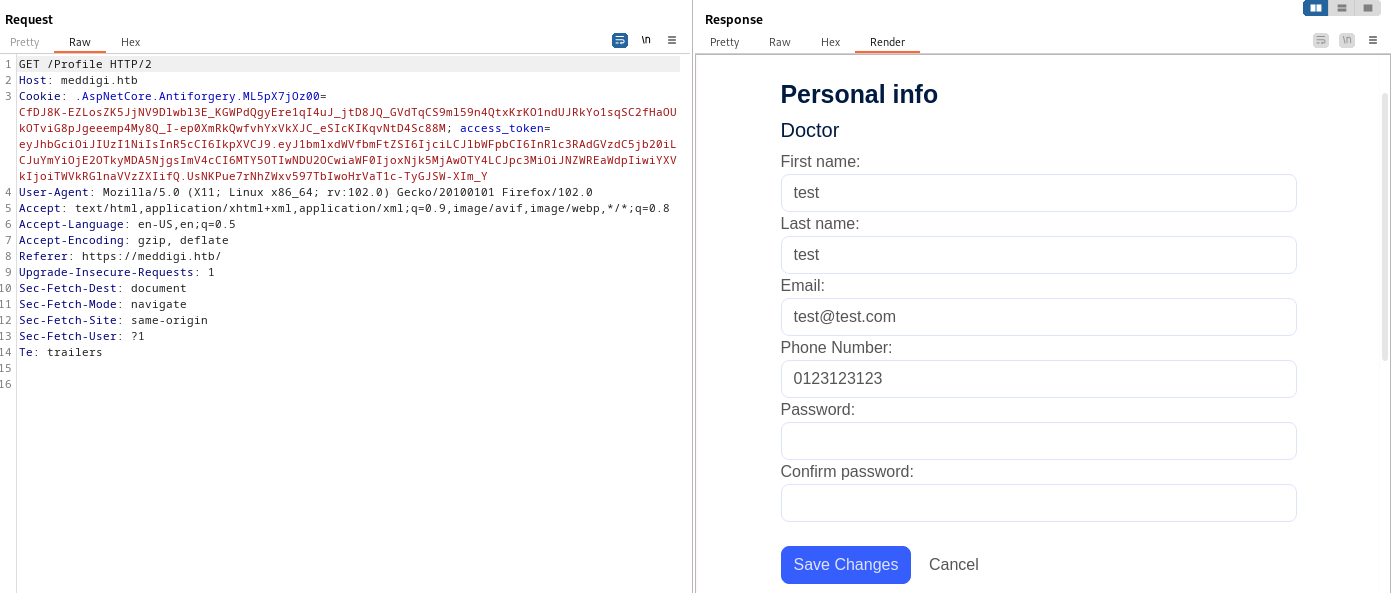 Request
Pretty Raw Hex
\n
1 GET /Profile HTTP/2
2 Host: meddigi.htb
3 Cookie: .AspNetCore.Antiforgery.ML5pX7jOz00=
CfDJ8K-EZLosZK5JjNV9Dlwbl3E_KGWPdQgyEre1qI4uJ_jtD8JQ_GVdTqCS9ml59n4QtxKrKO1ndUJRkYo1sqSC2fHaOU
kOTviG8pJgeeemp4My8Q_I-ep0XmRkQwfvhYxVkXJC_eSIcKIKqvNtD4Sc88M; access_token=
eyJhbGciOiJIUzI1NiIsInR5cCI6IkpXVCJ9.eyJ1bmlxdWVfbmFtZSI6IjciLCJlbWFpbCI6InRlc3RAdGVzdC5jb20iL
CJuYmYiOjE2OTkyMDA5NjgsImV4cCI6MTY5OTIwNDU2OCwiaWF0IjoxNjk5MjAwOTY4LCJpc3MiOiJNZWREaWdpIiwiYXV
kIjoiTWVkRGlnaVVzZXIifQ.UsNKPue7rNhZWxv597TbIwoHrVaT1c-TyGJSW-XIm_Y
4 User-Agent: Mozilla/5.0 (X11; Linux x86_64; rv:102.0) Gecko/20100101 Firefox/102.0
5 Accept: text/html,application/xhtml+xml,application/xml;q=0.9,image/avif,image/webp,*/*;q=0.8
6 Accept-Language: en-US,en;q=0.5
7 Accept-Encoding: gzip, deflate
8 Referer: https://meddigi.htb/
9 Upgrade-Insecure-Requests: 1
10 Sec-Fetch-Dest: document
11 Sec-Fetch-Mode: navigate
12 Sec-Fetch-Site: same-origin
13 Sec-Fetch-User: ?1
14 Te: trailers
15
16
Response
Pretty Raw Hex Render
\n
Personal info
Doctor
First name:
test
Last name:
test
Email:
test@test.com
Phone Number:
0123123123
Password:
Confirm password:
Save Changes Cancel